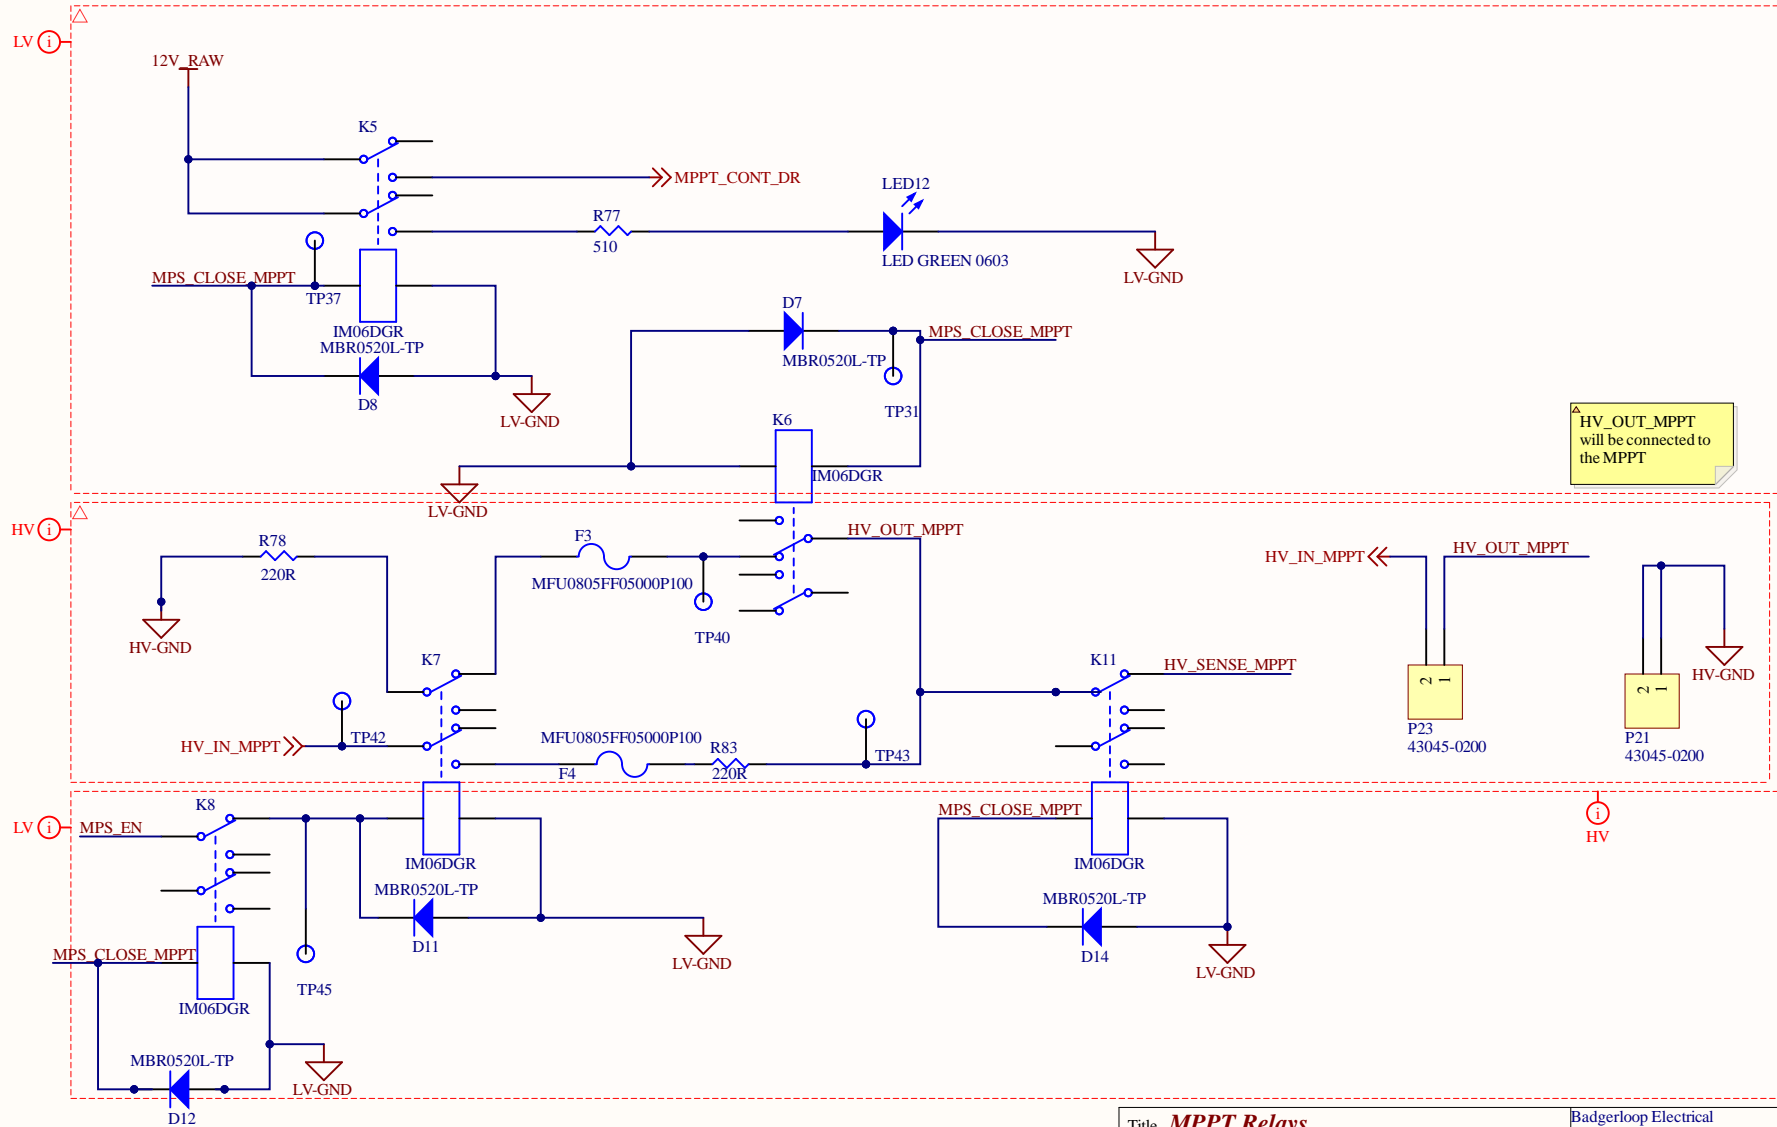 LV
i
12V_RAW
K5
MPPT_CONT_DR
LED12
R77
510
LED GREEN 0603
LV-GND
MPS_CLOSE_MPPT
TP37
IM06DGR
MBR0520L-TP
D8
LV-GND
D7
MPS_CLOSE_MPPT
MBR0520L-TP
TP31
K6
IM06DGR
LV-GND
HV_OUT_MPPT
will be connected to
the MPPT
HV
i
R78
220R
HV-GND
F3
MFU0805FF05000P100
TP40
HV_OUT_MPPT
HV_IN_MPPT
HV_OUT_MPPT
K7
K11
HV_SENSE_MPPT
2
1
P23
43045-0200
2
1
P21
43045-0200
HV-GND
HV_IN_MPPT
TP42
MFU0805FF05000P100
F4
R83
220R
TP43
LV
i
K8
MPS_EN
IM06DGR
MBR0520L-TP
D11
LV-GND
MPS_CLOSE_MPPT
IM06DGR
MBR0520L-TP
D14
LV-GND
i
HV
MPS_CLOSE_MPPT
IM06DGR
TP45
MBR0520L-TP
D12
LV-GND
Title
MPPT Relays
Badgerloop Electrical